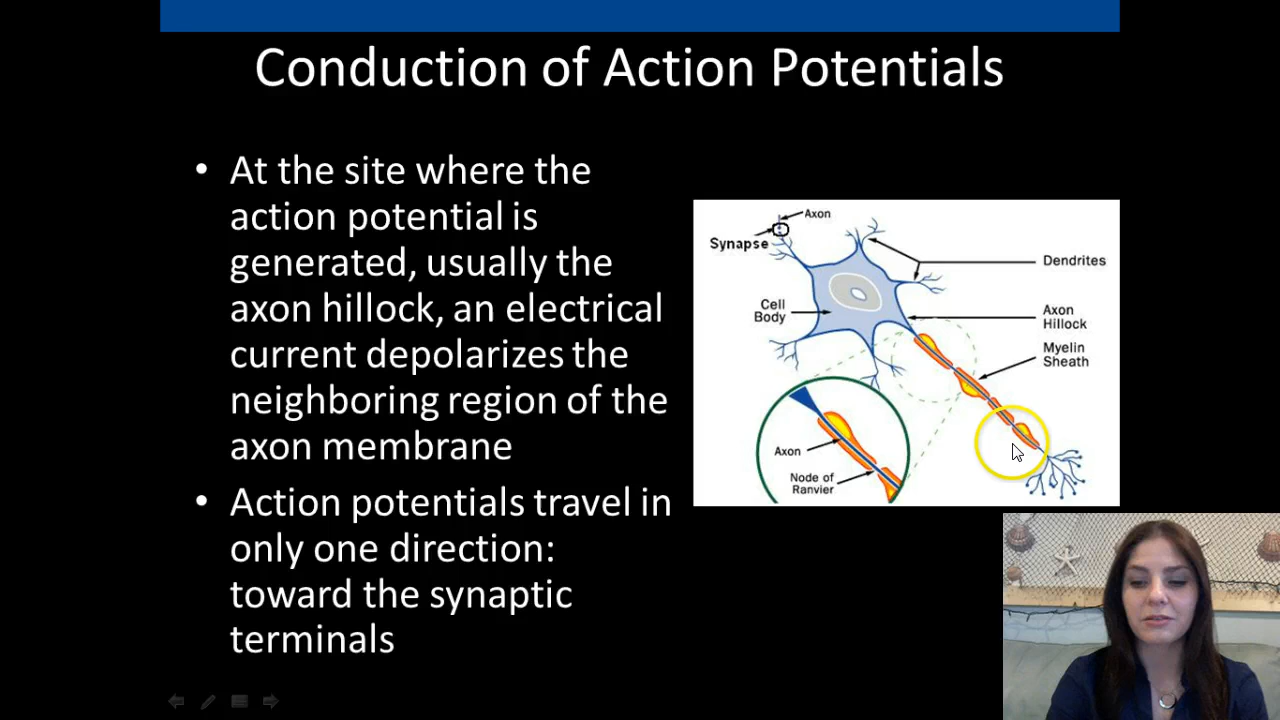 Conduction of Action Potentials
• At the site where the
action potential is
generated, usually the
axon hillock, an electrical
current depolarizes the
neighboring region of the
axon membrane
• Action potentials travel in
only one direction:
toward the synaptic
terminals
Axon
Synapse
Dendrites
Cell
Body
Axon
Hillock
Myelin
Sheath
Axon
Node of
Ranvier